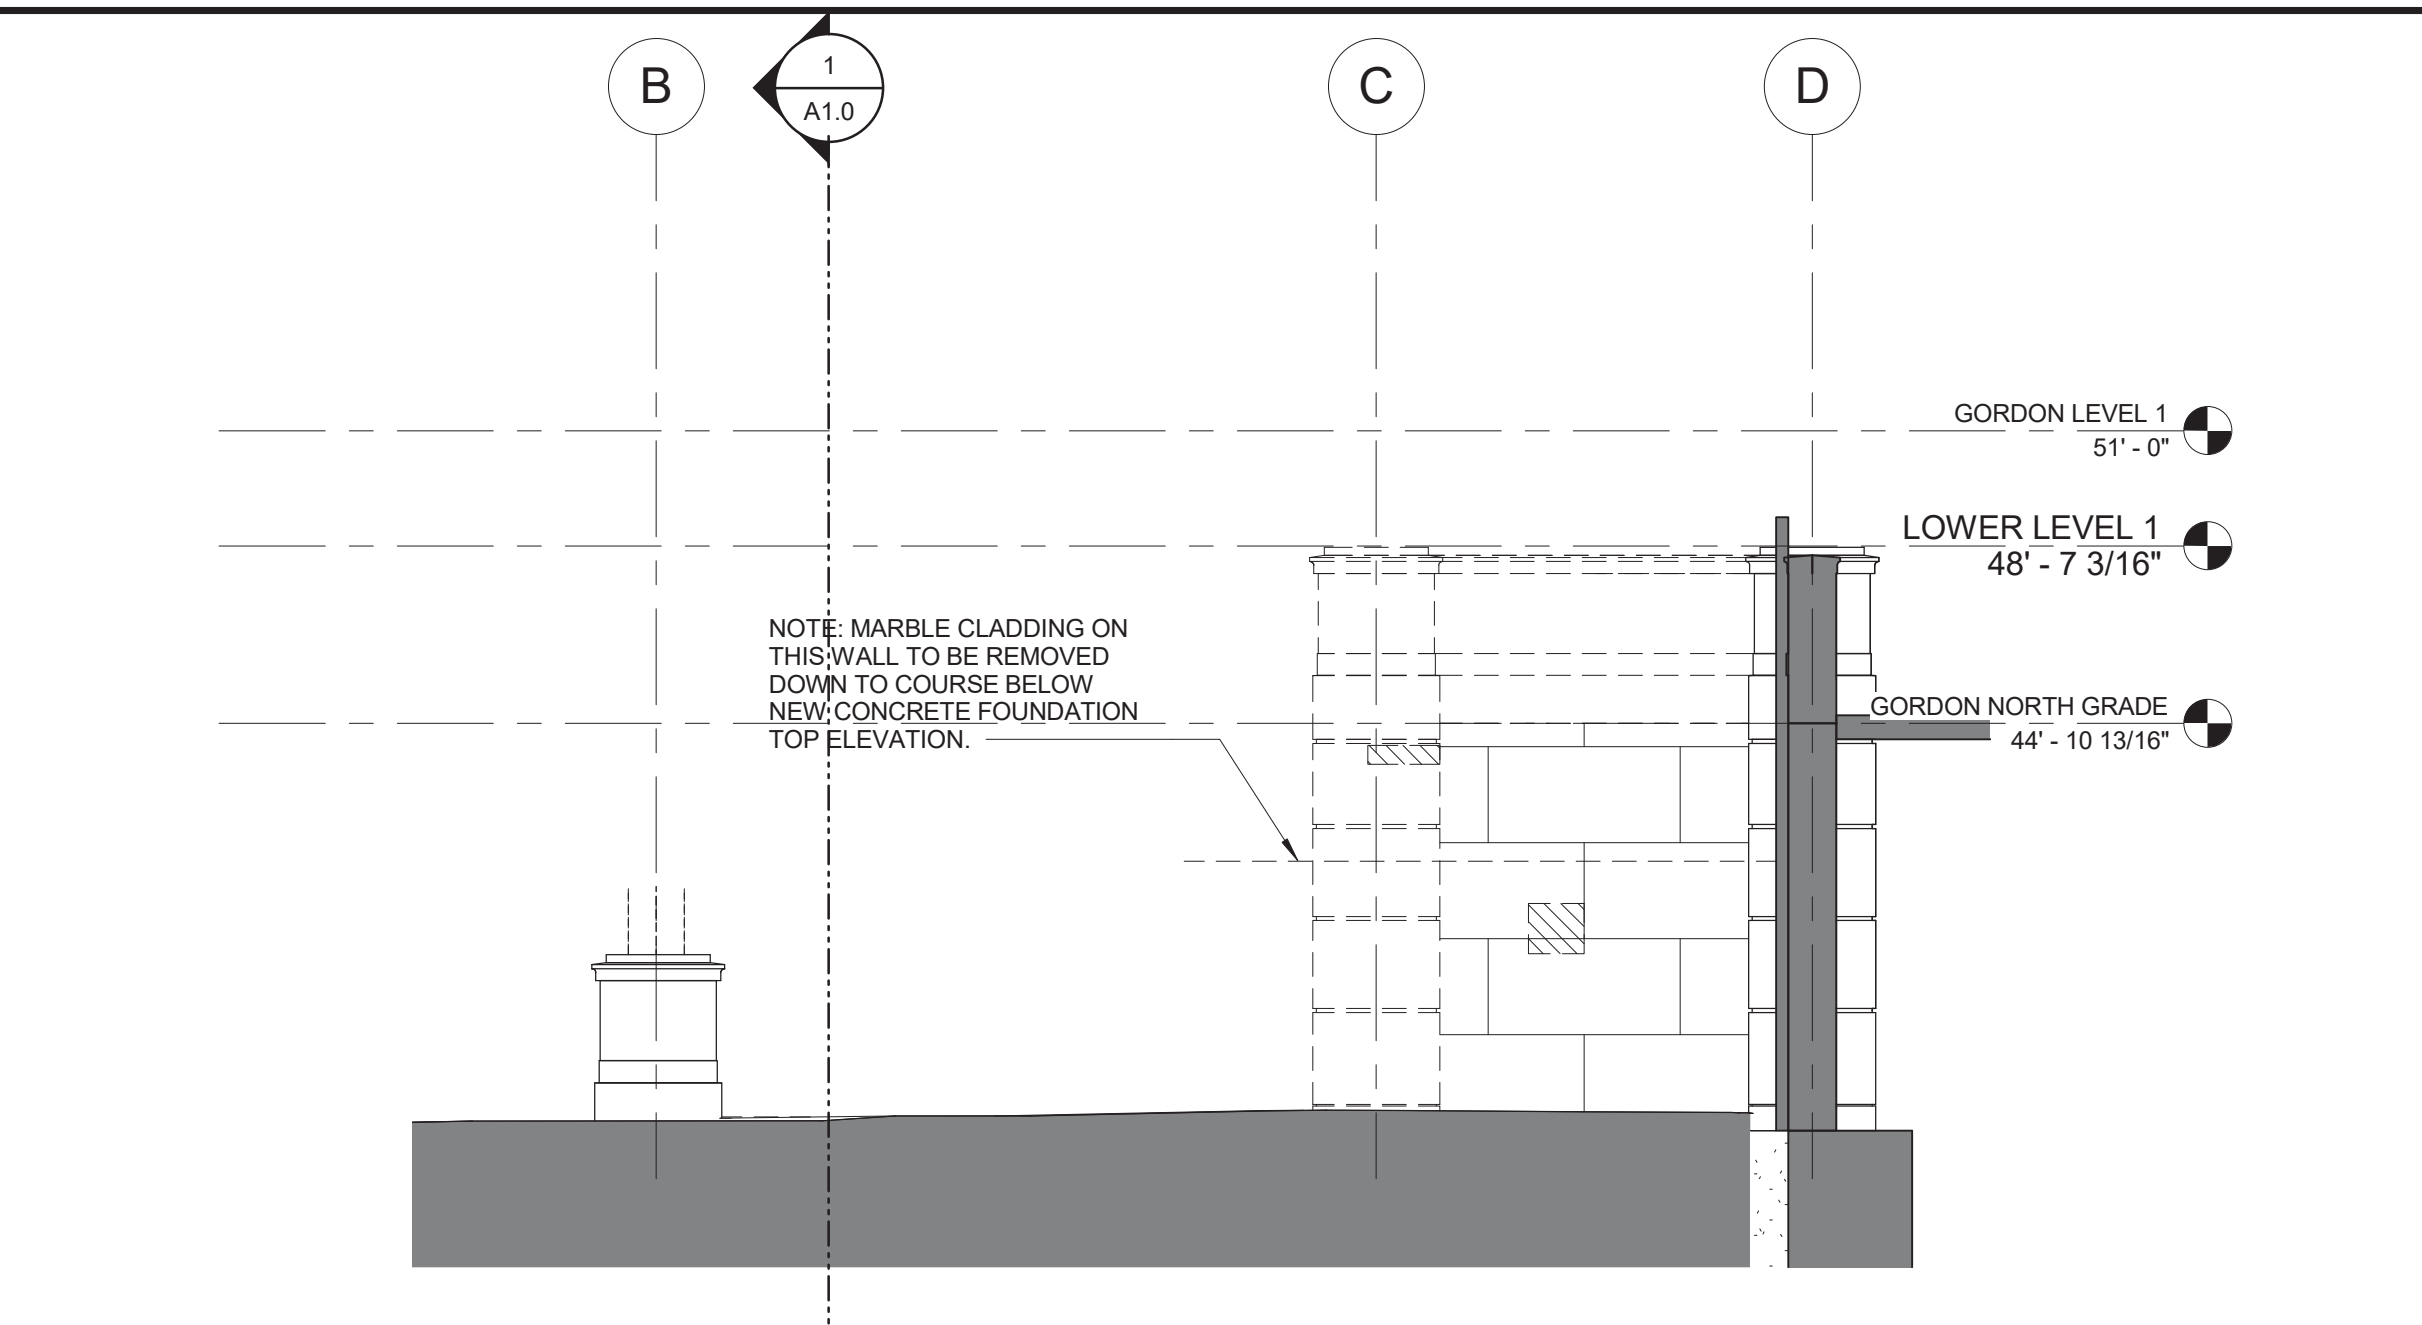 B
1
A1.0
C
D
GORDON LEVEL 1
51' - 0"
LOWER LEVEL 1
48' - 7 3/16"
NOTE: MARBLE CLADDING ON
THIS WALL TO BE REMOVED
DOWN TO COURSE BELOW
NEW CONCRETE FOUNDATION
TOP ELEVATION.
GORDON NORTH GRADE
44' - 10 13/16"